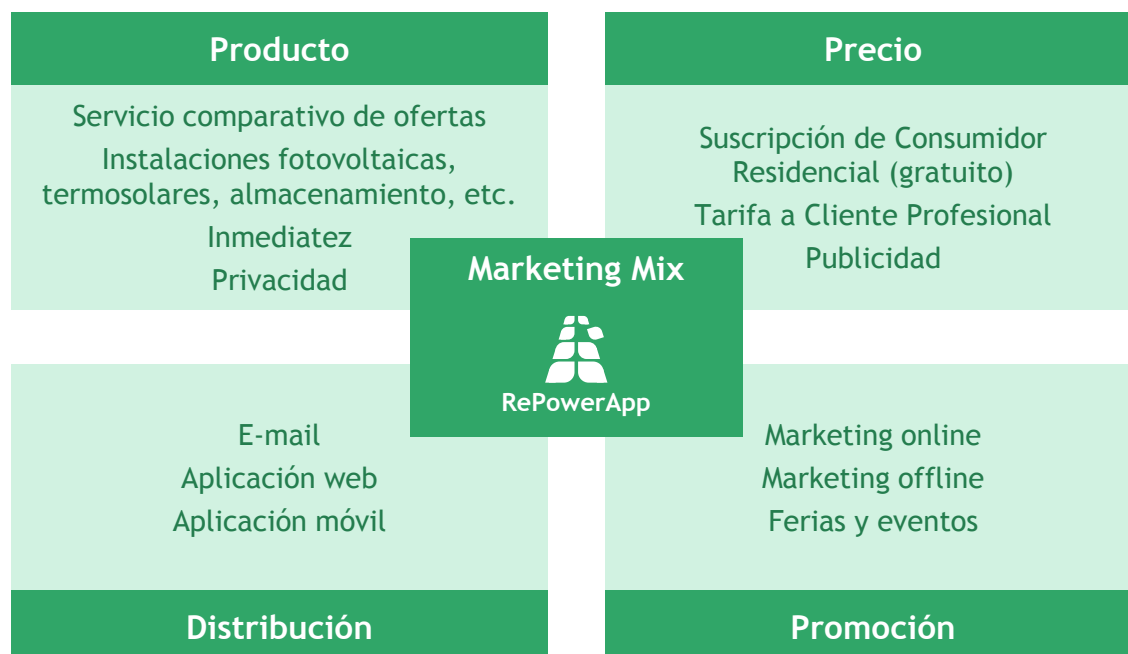 Producto
Servicio comparativo de ofertas
Instalaciones fotovoltaicas,
termosolares, almacenamiento, etc.
Inmediatez
Privacidad
Precio
Suscripción de Consumidor
Residencial (gratuito)
Tarifa a Cliente Profesional
Publicidad
Marketing Mix
RePowerApp
E-mail
Aplicación web
Aplicación móvil
Distribución
Marketing online
Marketing offline
Ferias y eventos
Promoción